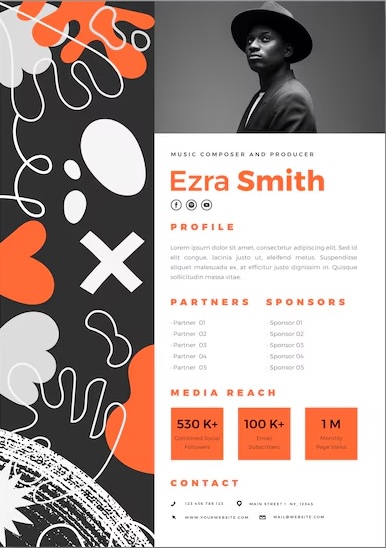 MUSIC COMPOSER AND PRODUCER
Ezra Smith
PROFILE
Lorem ipsum dolor sit amet, consectetur adipiscing elit. Sed
elit congue, lacinia justo ut, eleifend metus. Suspendisse
aliquet malesuada ex, at efficitur justo dignissim in. Quisque
sollicitudin massa vitae.
PARTNERS SPONSORS
· Partner 01 · Sponsor 01
· Partner 02 · Sponsor 02
· Partner 03 · Sponsor 03
· Partner 04 · Sponsor 04
· Partner 05 · Sponsor 05
MEDIA REACH
530 K+ 100 K+ 1 M
Combined Social Email Monthly
Followers Subscribers Page Views
CONTACT
123 456 789 123 MAIN STREET 1. NY, 12345
WWW.YOURWEBSITE.COM MAIL@WEBSITE.COM